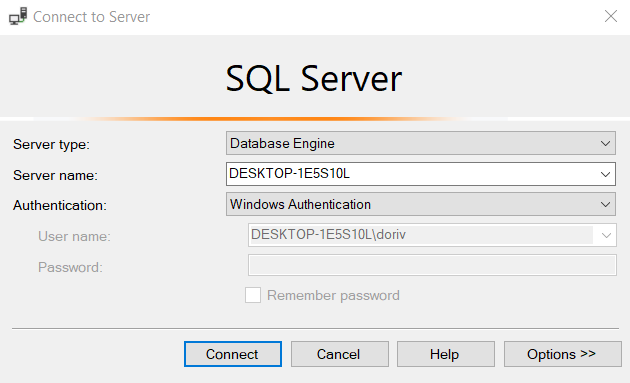 Connect to Server
SQL Server
Server type: Database Engine
Server name: DESKTOP-1E5S10L
Authentication: Windows Authentication
User name: DESKTOP-1E5S10L\doriv
Password:
Remember password
Connect Cancel Help Options >>